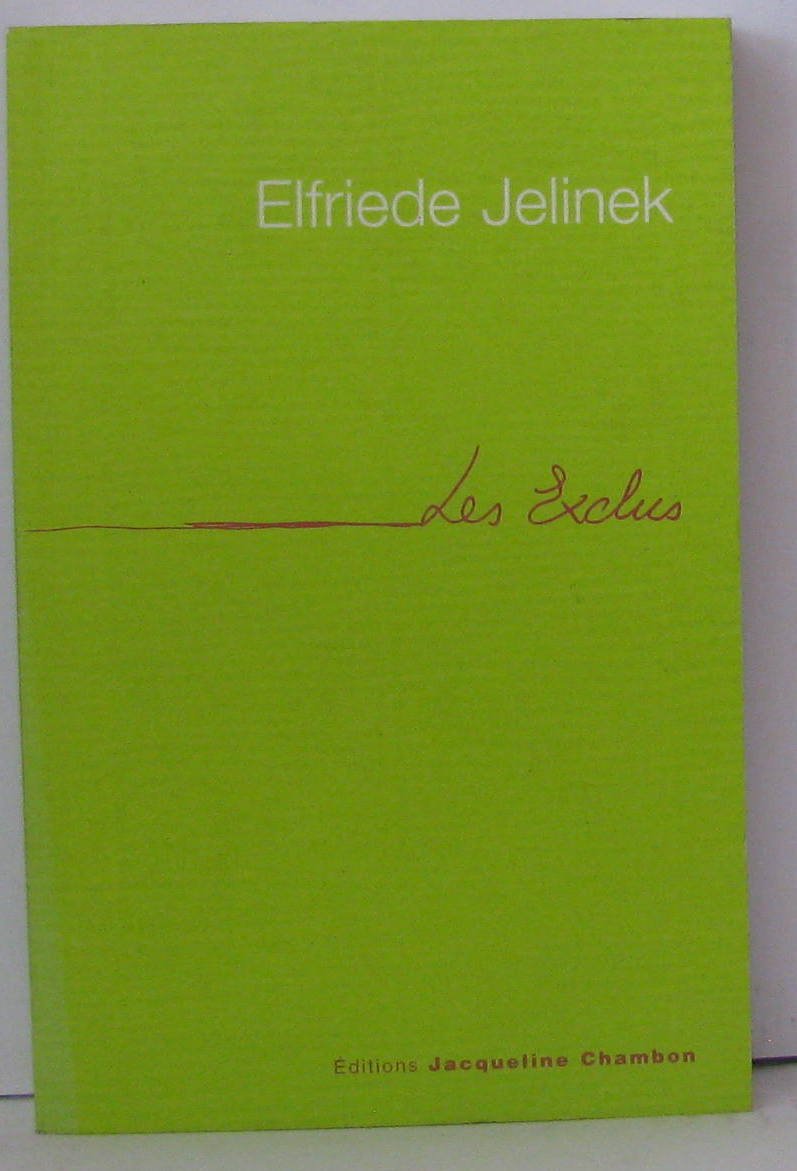 Elfriede Jelinek
Les Exclus
Éditions Jacqueline Chambon